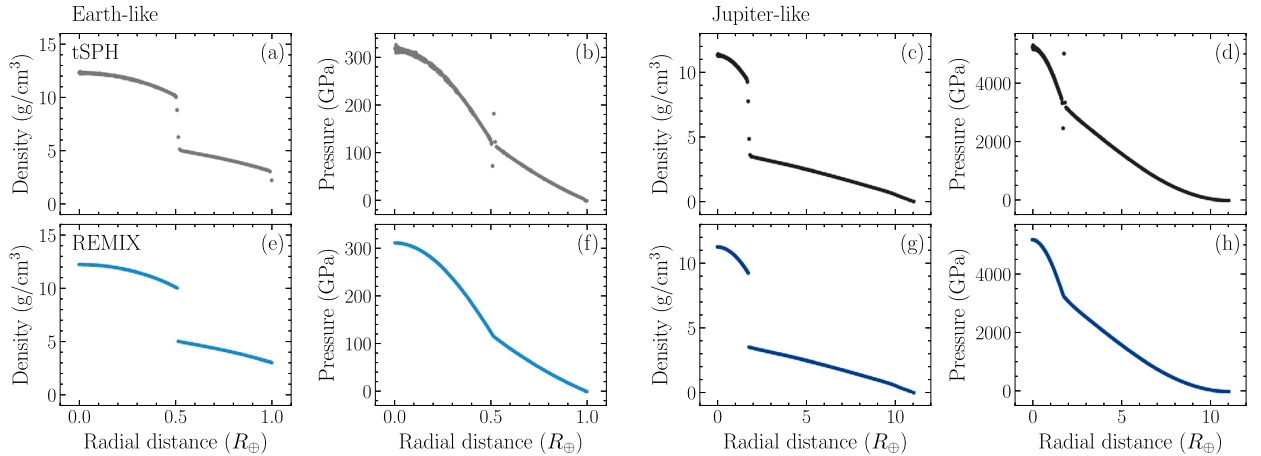 Earth-like
Jupiter-like
tSPH
(a)
(b)
(c)
(d)
Density (g/cm³)
15
10
5
0
Pressure (GPa)
300
200
100
0
Density (g/cm³)
10
5
0
Pressure (GPa)
4000
2000
0
REMIX
(e)
(f)
(g)
(h)
Density (g/cm³)
15
10
5
0
Pressure (GPa)
300
200
100
0
Density (g/cm³)
10
5
0
Pressure (GPa)
4000
2000
0
0.0 0.5 1.0
0.0 0.5 1.0
0 5 10
0 5 10
Radial distance (R⊕)
Radial distance (R⊕)
Radial distance (R⊕)
Radial distance (R⊕)